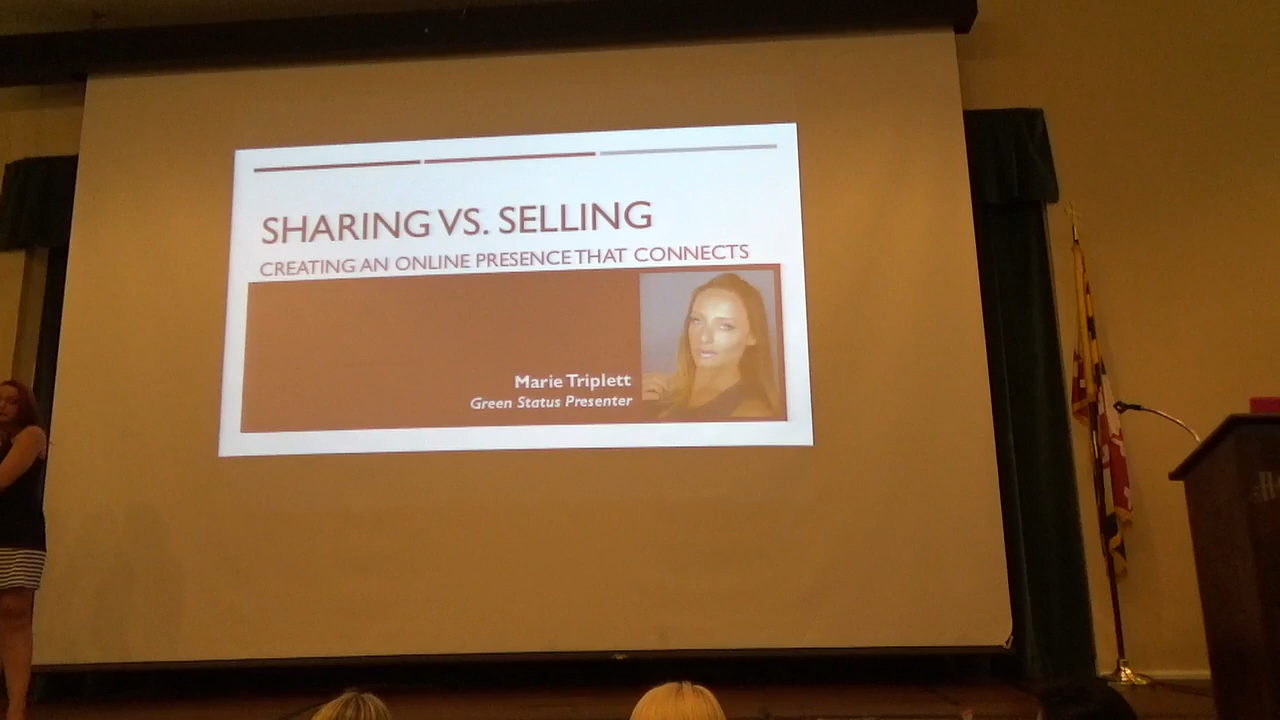 SHARING VS. SELLING
CREATING AN ONLINE PRESENCE THAT CONNECTS
Marie Triplett
Green Status Presenter